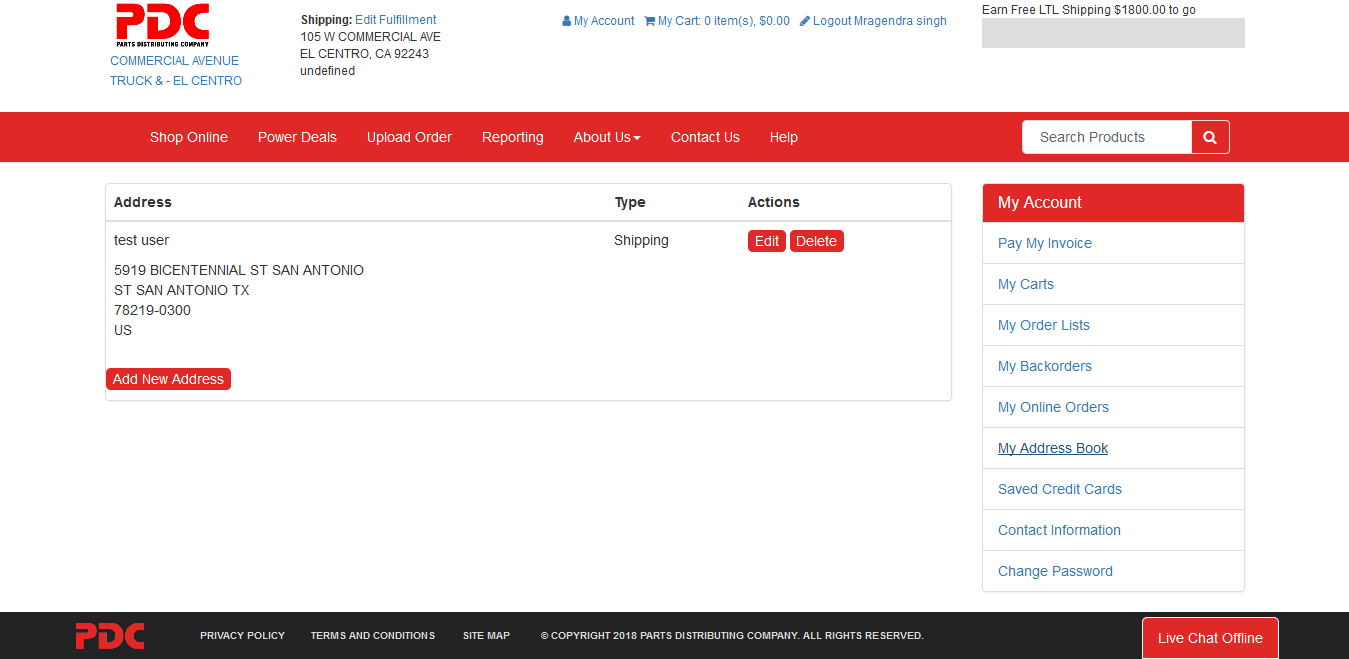 PDC
PARTS DISTRIBUTING COMPANY
COMMERCIAL AVENUE
TRUCK & - EL CENTRO
Shipping: Edit Fulfillment
105 W COMMERCIAL AVE
EL CENTRO, CA 92243
undefined
My Account My Cart: 0 item(s), $0.00 Logout Mragendra singh
Earn Free LTL Shipping $1800.00 to go
Shop Online Power Deals Upload Order Reporting About Us Contact Us Help Search Products
Address Type Actions
test user Shipping Edit Delete
5919 BICENTENNIAL ST SAN ANTONIO
ST SAN ANTONIO TX
78219-0300
US
Add New Address
My Account
Pay My Invoice
My Carts
My Order Lists
My Backorders
My Online Orders
My Address Book
Saved Credit Cards
Contact Information
Change Password
PDC PRIVACY POLICY TERMS AND CONDITIONS SITE MAP © COPYRIGHT 2018 PARTS DISTRIBUTING COMPANY. ALL RIGHTS RESERVED. Live Chat Offline